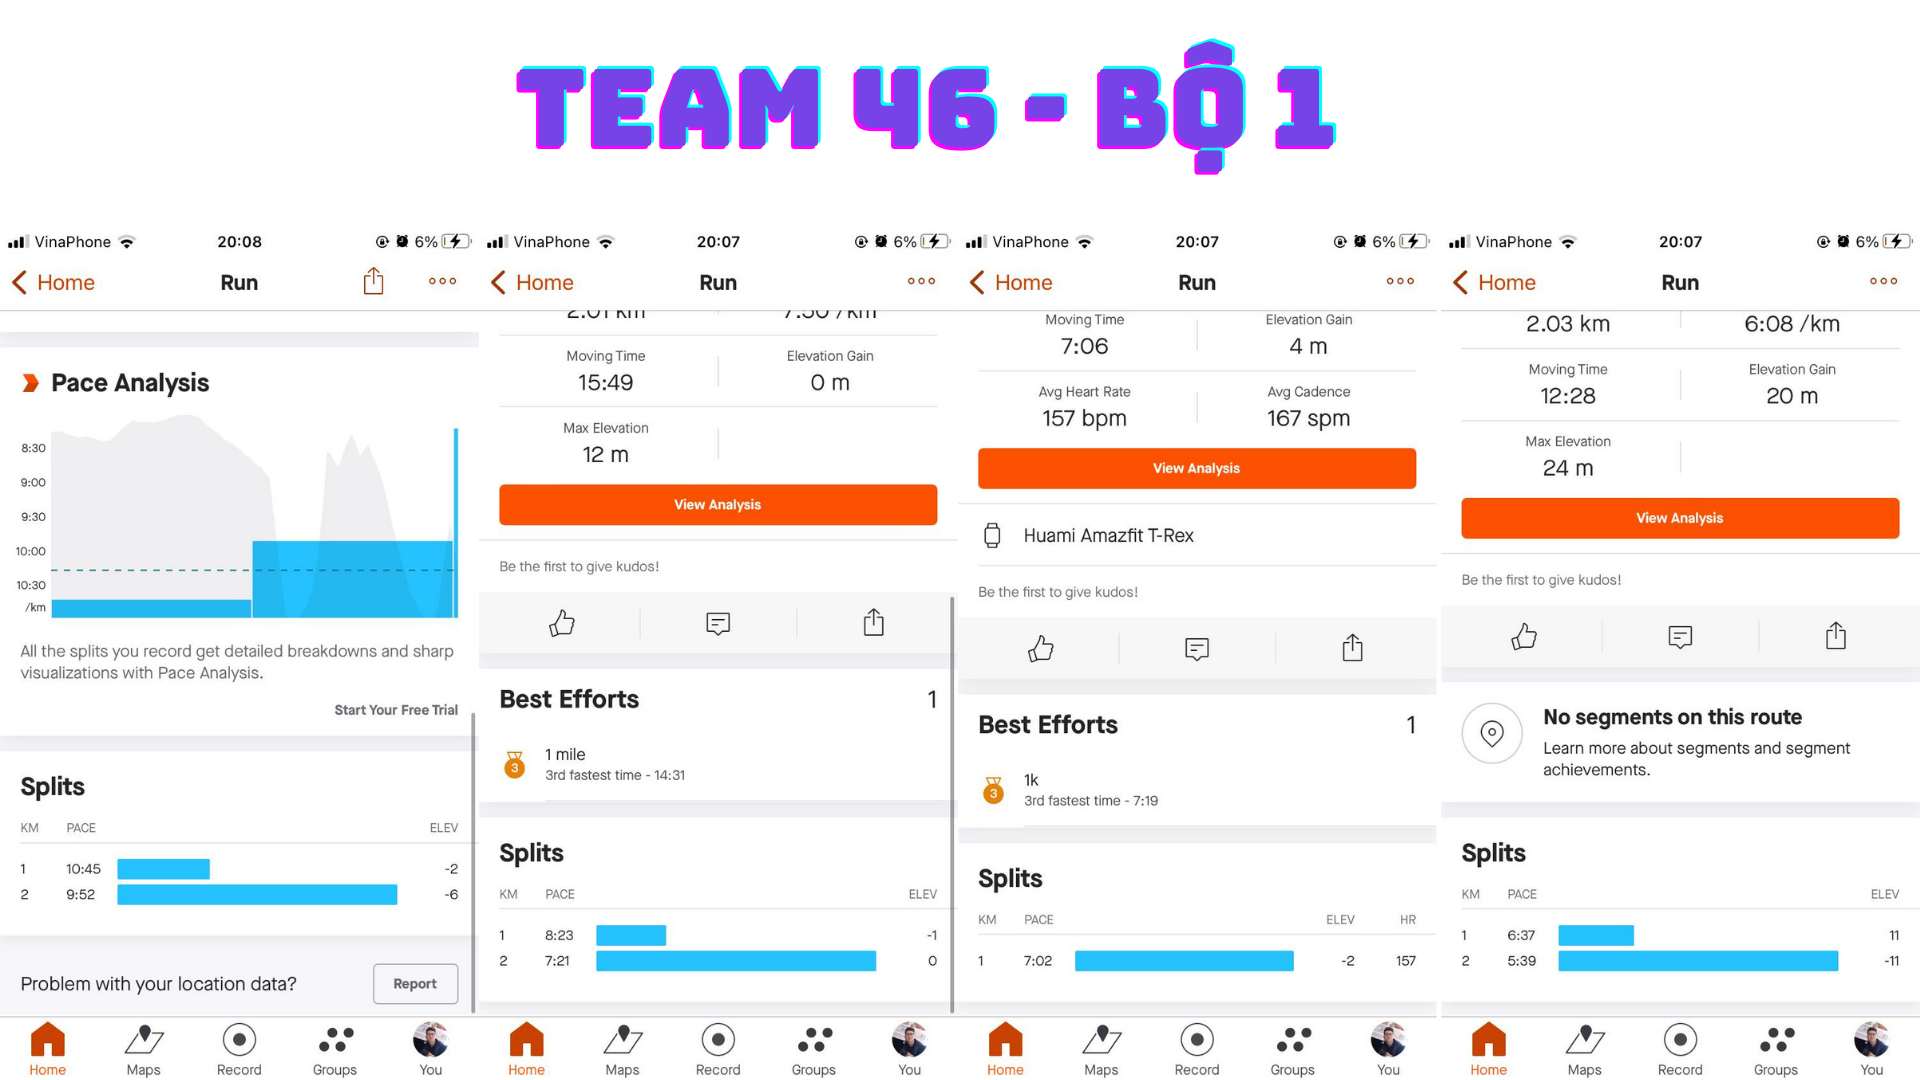 TEAM 46 - BỘ 1
VinaPhone 20:08 6%
Home Run
Pace Analysis
8:30
9:00
9:30
10:00
10:30
/km
All the splits you record get detailed breakdowns and sharp
visualizations with Pace Analysis.
Start Your Free Trial
Splits
KM PACE ELEV
1 10:45 -2
2 9:52 -6
Problem with your location data? Report
Home Maps Record Groups You
VinaPhone 20:07 6%
Home Run
2.01 km
Moving Time Elevation Gain
15:49 0 m
Max Elevation
12 m
View Analysis
Be the first to give kudos!
Best Efforts 1
3
1 mile
3rd fastest time - 14:31
Splits
KM PACE ELEV
1 8:23 -1
2 7:21 0
Home Maps Record Groups You
VinaPhone 20:07 6%
Home Run
Moving Time Elevation Gain
7:06 4 m
Avg Heart Rate Avg Cadence
157 bpm 167 spm
View Analysis
Huami Amazfit T-Rex
Be the first to give kudos!
Best Efforts 1
3
1k
3rd fastest time - 7:19
Splits
KM PACE ELEV HR
1 7:02 -2 157
Home Maps Record Groups You
VinaPhone 20:07 6%
Home Run
2.03 km 6:08 /km
Moving Time Elevation Gain
12:28 20 m
Max Elevation
24 m
View Analysis
Be the first to give kudos!
No segments on this route
Learn more about segments and segment
achievements.
Splits
KM PACE ELEV
1 6:37 11
2 5:39 -11
Home Maps Record Groups You